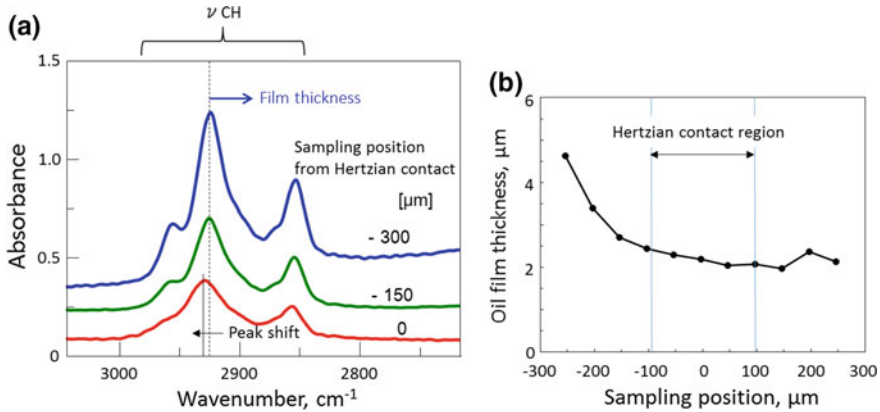 (a)
ν CH
Absorbance
1.5
1.0
0.5
0
Film thickness
Sampling position
from Hertzian contact
[μm]
- 300
- 150
0
Peak shift
3000
2900
2800
Wavenumber, cm-1
(b)
Oil film thickness, μm
6
4
2
0
Hertzian contact region
-300
-200
-100
0
100
200
300
Sampling position, μm